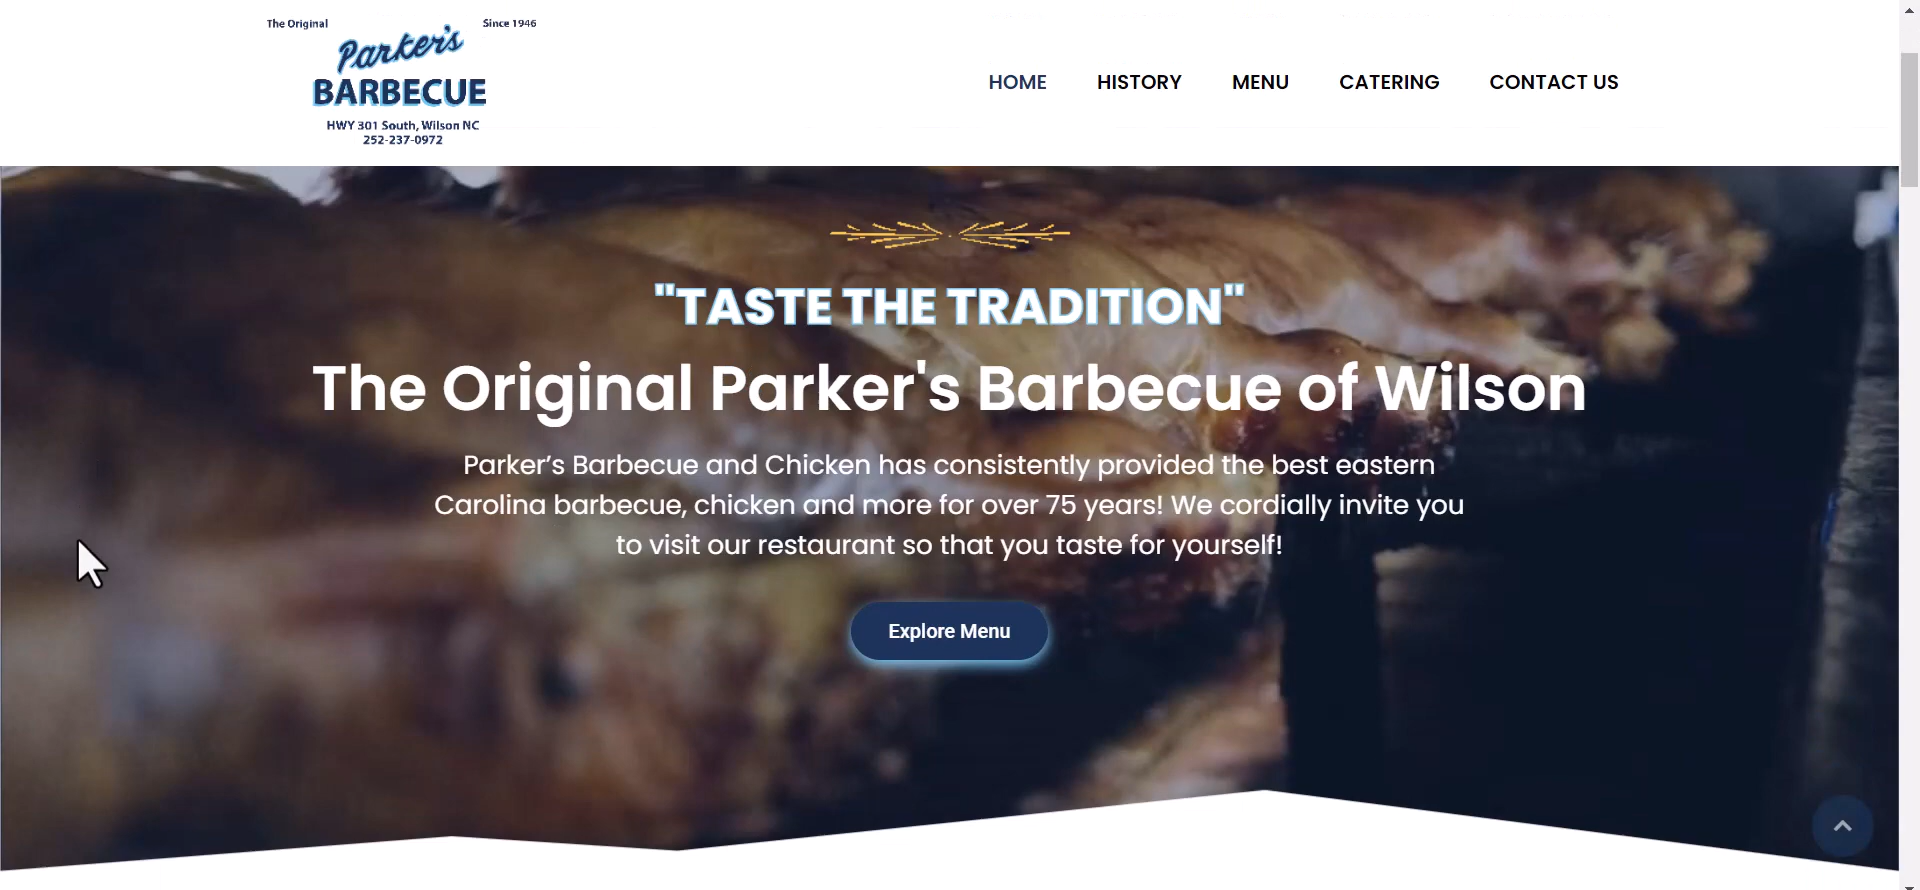 The Original Since 1946
Parker's
BARBECUE
HWY 301 South, Wilson NC
252-237-0972
HOME HISTORY MENU CATERING CONTACT US
"TASTE THE TRADITION"
The Original Parker's Barbecue of Wilson
Parker’s Barbecue and Chicken has consistently provided the best eastern
Carolina barbecue, chicken and more for over 75 years! We cordially invite you
to visit our restaurant so that you taste for yourself!
Explore Menu